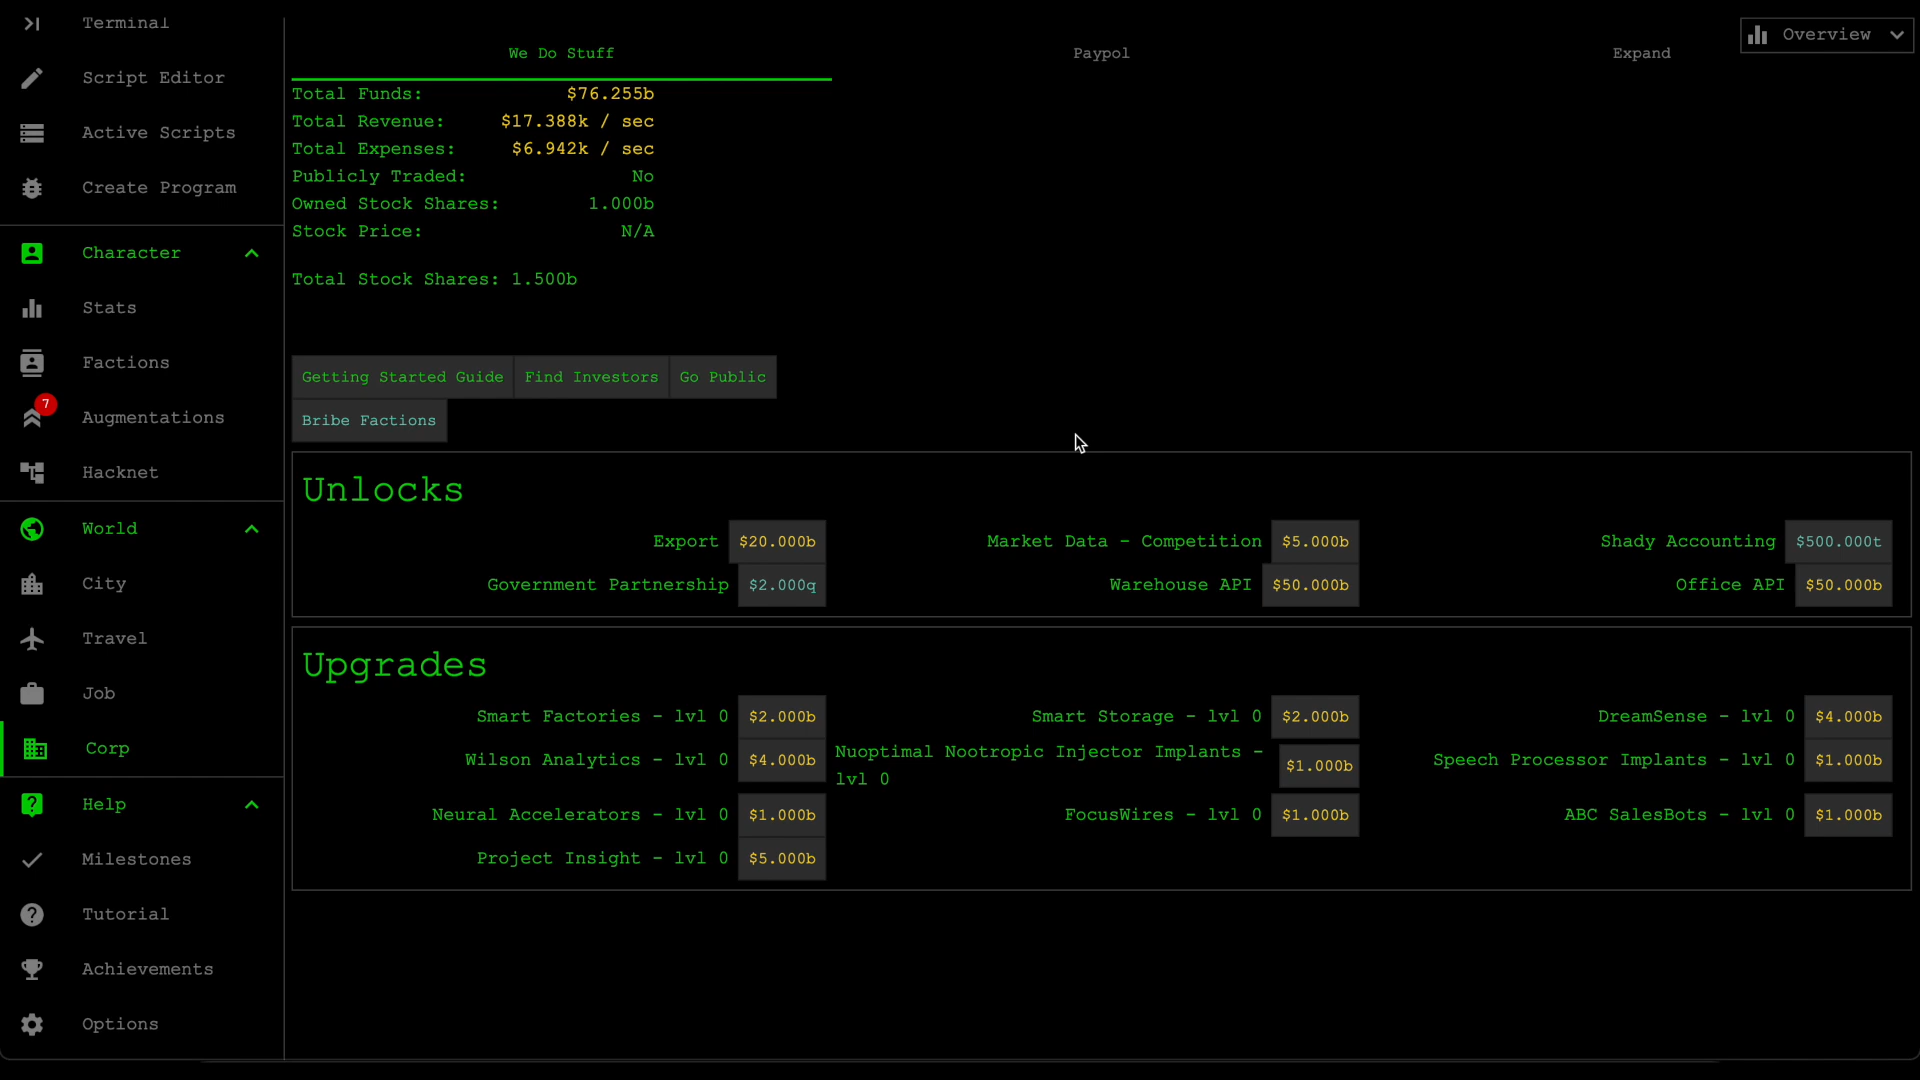 Terminal
Script Editor
Active Scripts
Create Program
Character
Stats
Factions
7
Augmentations
Hacknet
World
City
Travel
Job
Corp
Help
Milestones
Tutorial
Achievements
Options
We Do Stuff Paypol Expand
Overview
Total Funds: $76.255b
Total Revenue: $17.388k / sec
Total Expenses: $6.942k / sec
Publicly Traded: No
Owned Stock Shares: 1.000b
Stock Price: N/A
Total Stock Shares: 1.500b
Getting Started Guide Find Investors Go Public
Bribe Factions
Unlocks
Export $20.000b Market Data - Competition $5.000b Shady Accounting $500.000t
Government Partnership $2.000q Warehouse API $50.000b Office API $50.000b
Upgrades
Smart Factories - lvl 0 $2.000b Smart Storage - lvl 0 $2.000b DreamSense - lvl 0 $4.000b
Wilson Analytics - lvl 0 $4.000b Nuoptimal Nootropic Injector Implants -
lvl 0 $1.000b Speech Processor Implants - lvl 0 $1.000b
Neural Accelerators - lvl 0 $1.000b FocusWires - lvl 0 $1.000b ABC SalesBots - lvl 0 $1.000b
Project Insight - lvl 0 $5.000b